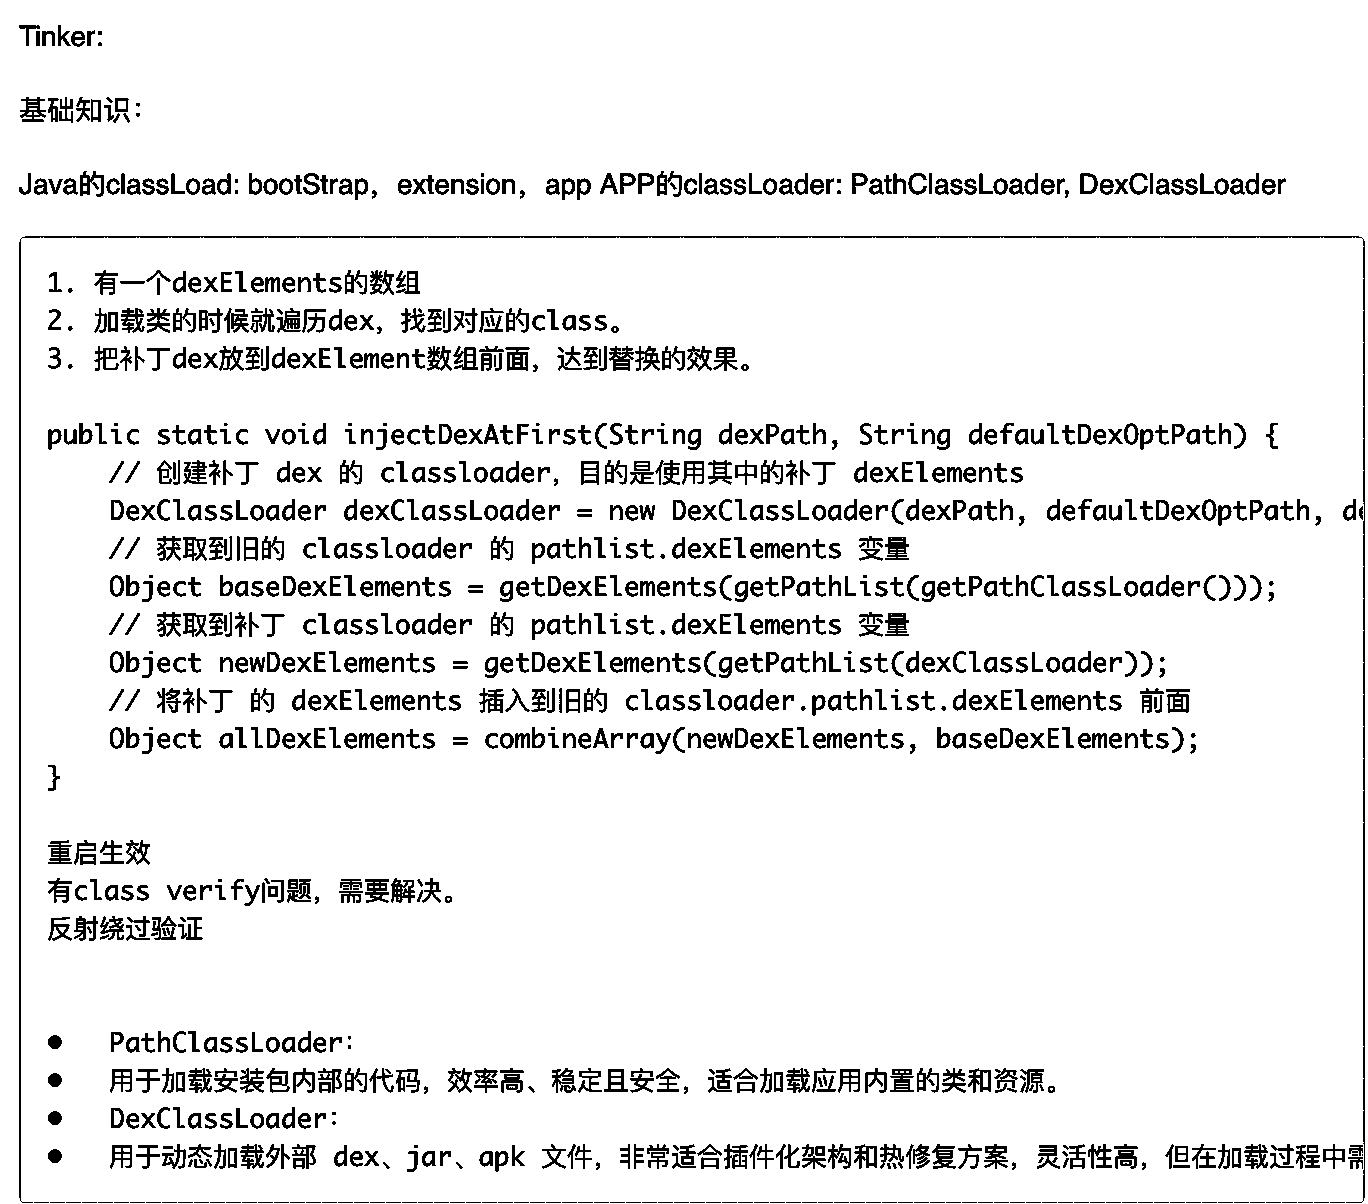 Tinker:
基础知识：
Java的classLoad: bootStrap，extension，app APP的classLoader: PathClassLoader, DexClassLoader
1. 有一个dexElements的数组
2. 加载类的时候就遍历dex，找到对应的class。
3. 把补丁dex放到dexElement数组前面，达到替换的效果。
public static void injectDexAtFirst(String dexPath, String defaultDexOptPath) {
    // 创建补丁 dex 的 classloader，目的是使用其中的补丁 dexElements
    DexClassLoader dexClassLoader = new DexClassLoader(dexPath, defaultDexOptPath,
    // 获取到旧的 classloader 的 pathlist.dexElements 变量
    Object baseDexElements = getDexElements(getPathList(getPathClassLoader()));
    // 获取到补丁 classloader 的 pathlist.dexElements 变量
    Object newDexElements = getDexElements(getPathList(dexClassLoader));
    // 将补丁 的 dexElements 插入到旧的 classloader.pathlist.dexElements 前面
    Object allDexElements = combineArray(newDexElements, baseDexElements);
}
重启生效
有class verify问题，需要解决。
反射绕过验证
● PathClassLoader：
● 用于加载安装包内部的代码，效率高、稳定且安全，适合加载应用内置的类和资源。
● DexClassLoader：
● 用于动态加载外部 dex、jar、apk 文件，非常适合插件化架构和热修复方案，灵活性高，但在加载过程中需